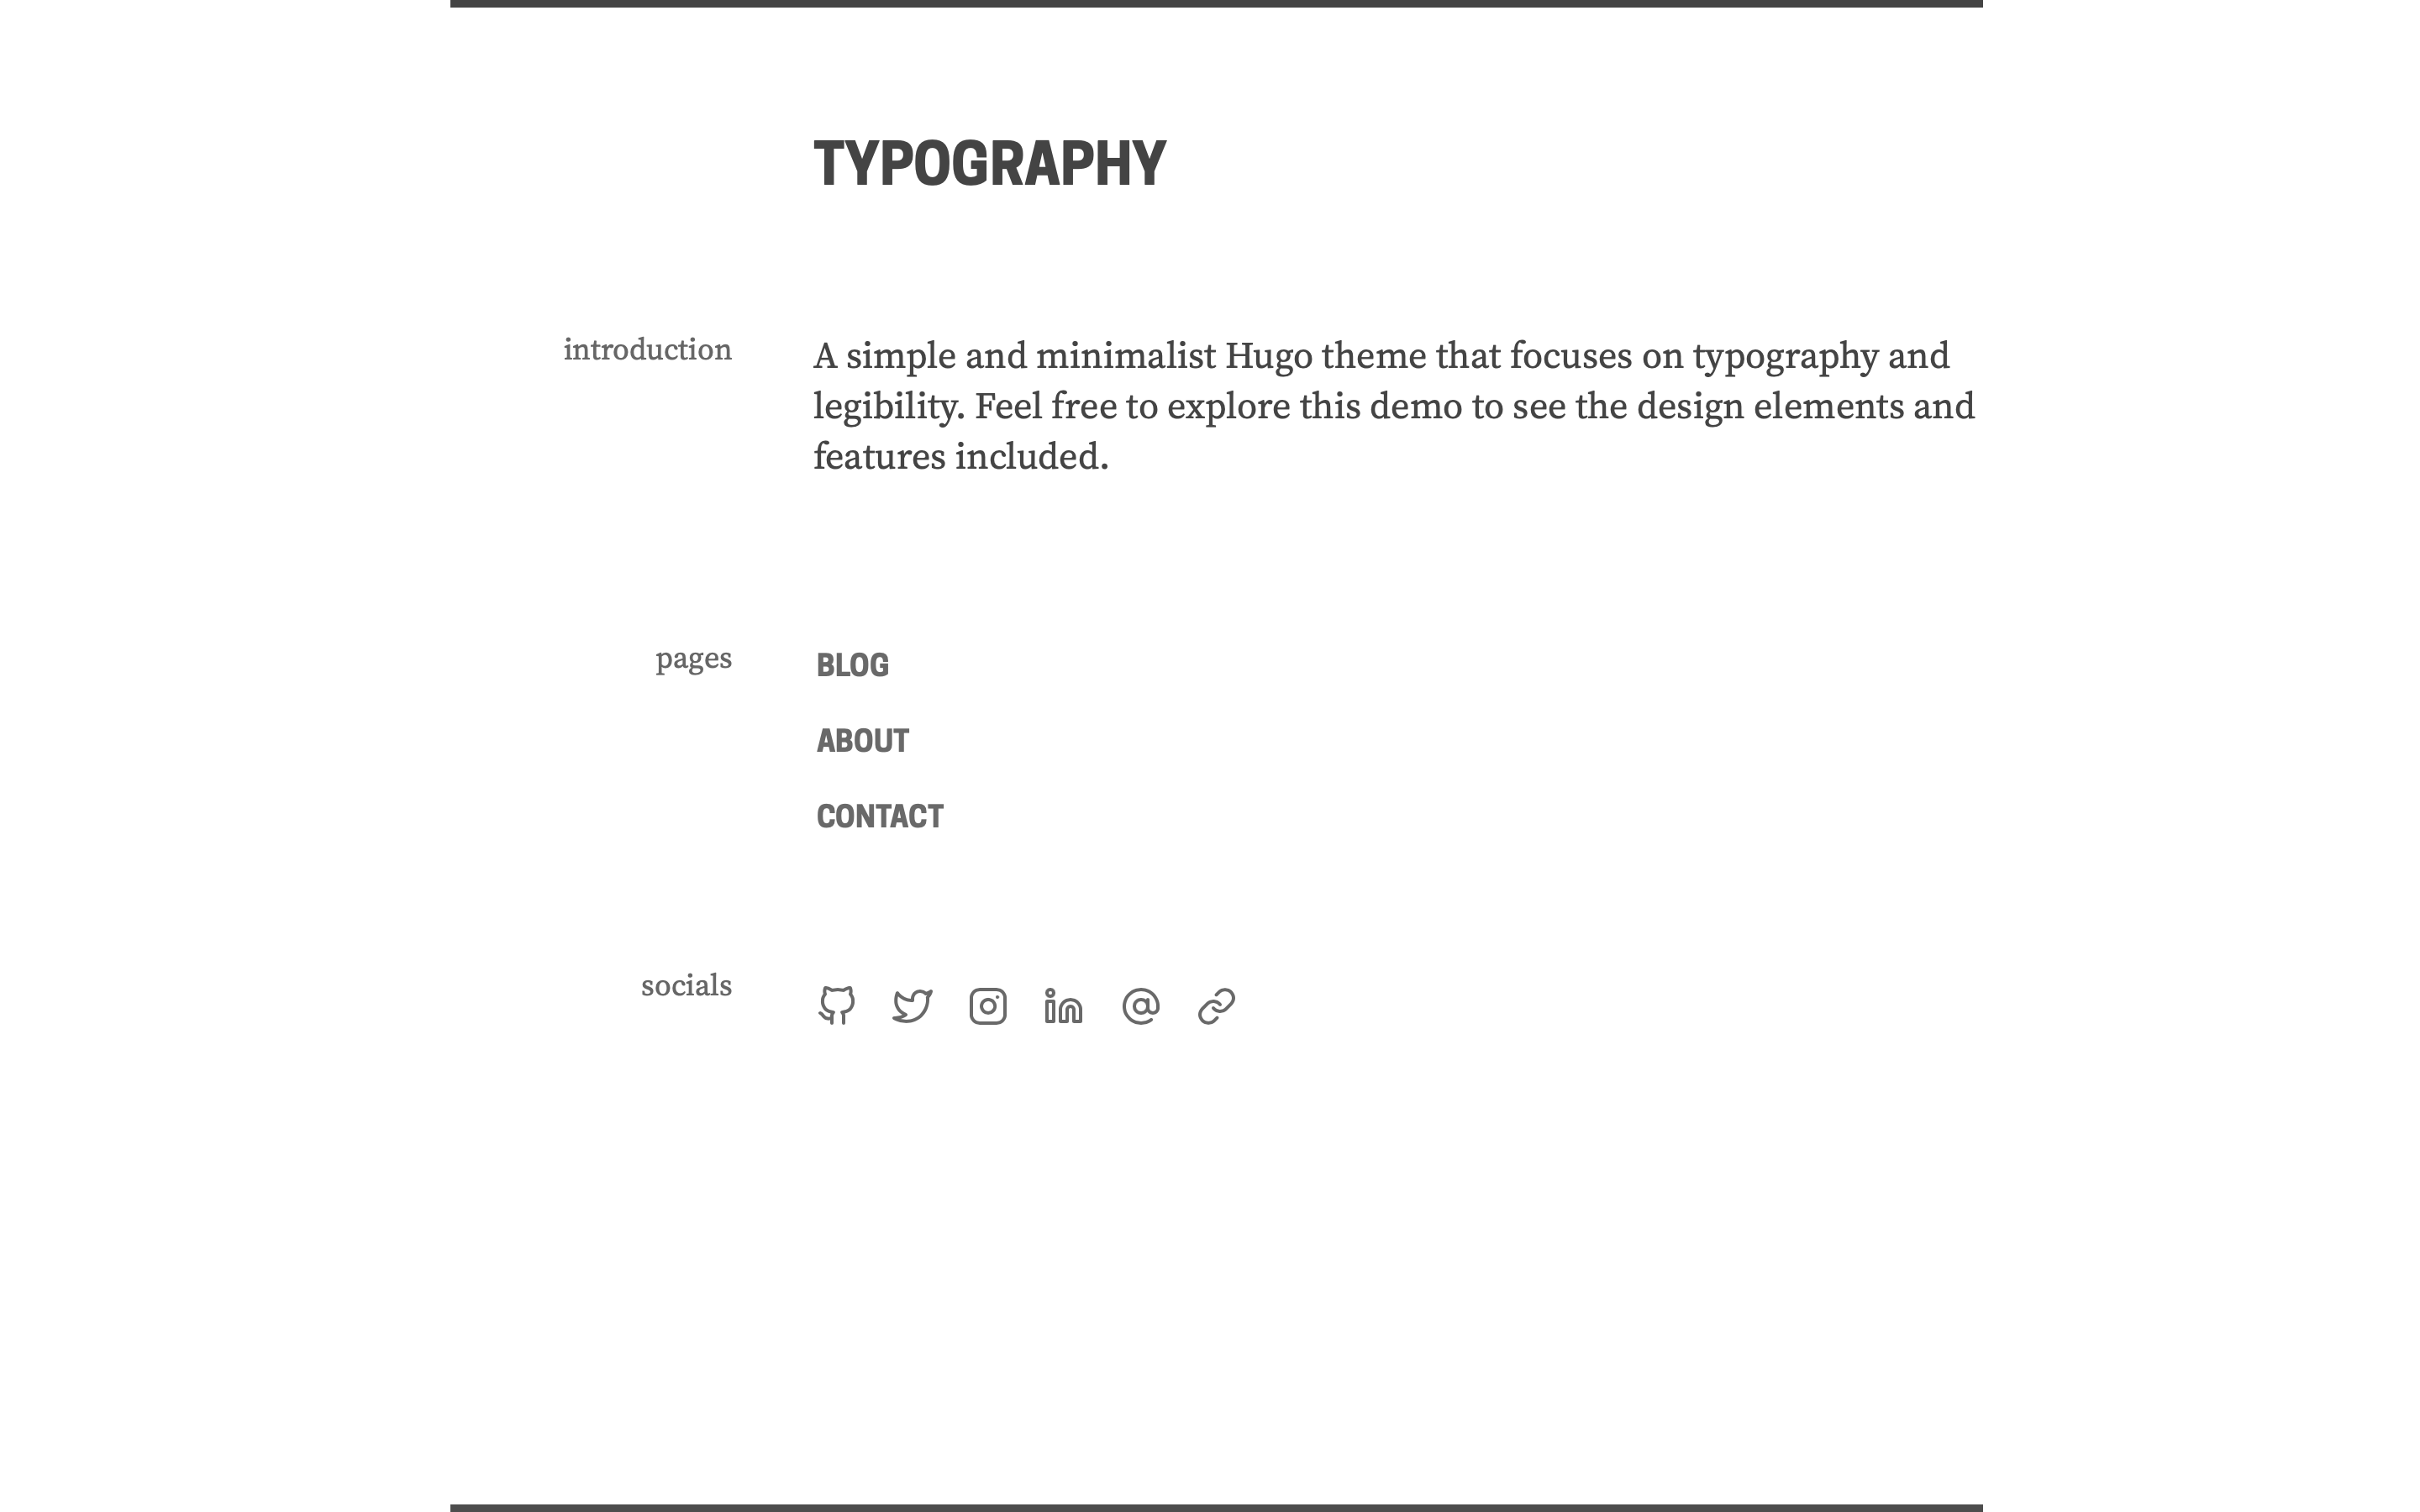 TYPOGRAPHY
introduction
A simple and minimalist Hugo theme that focuses on typography and
legibility. Feel free to explore this demo to see the design elements and
features included.
pages
BLOG
ABOUT
CONTACT
socials